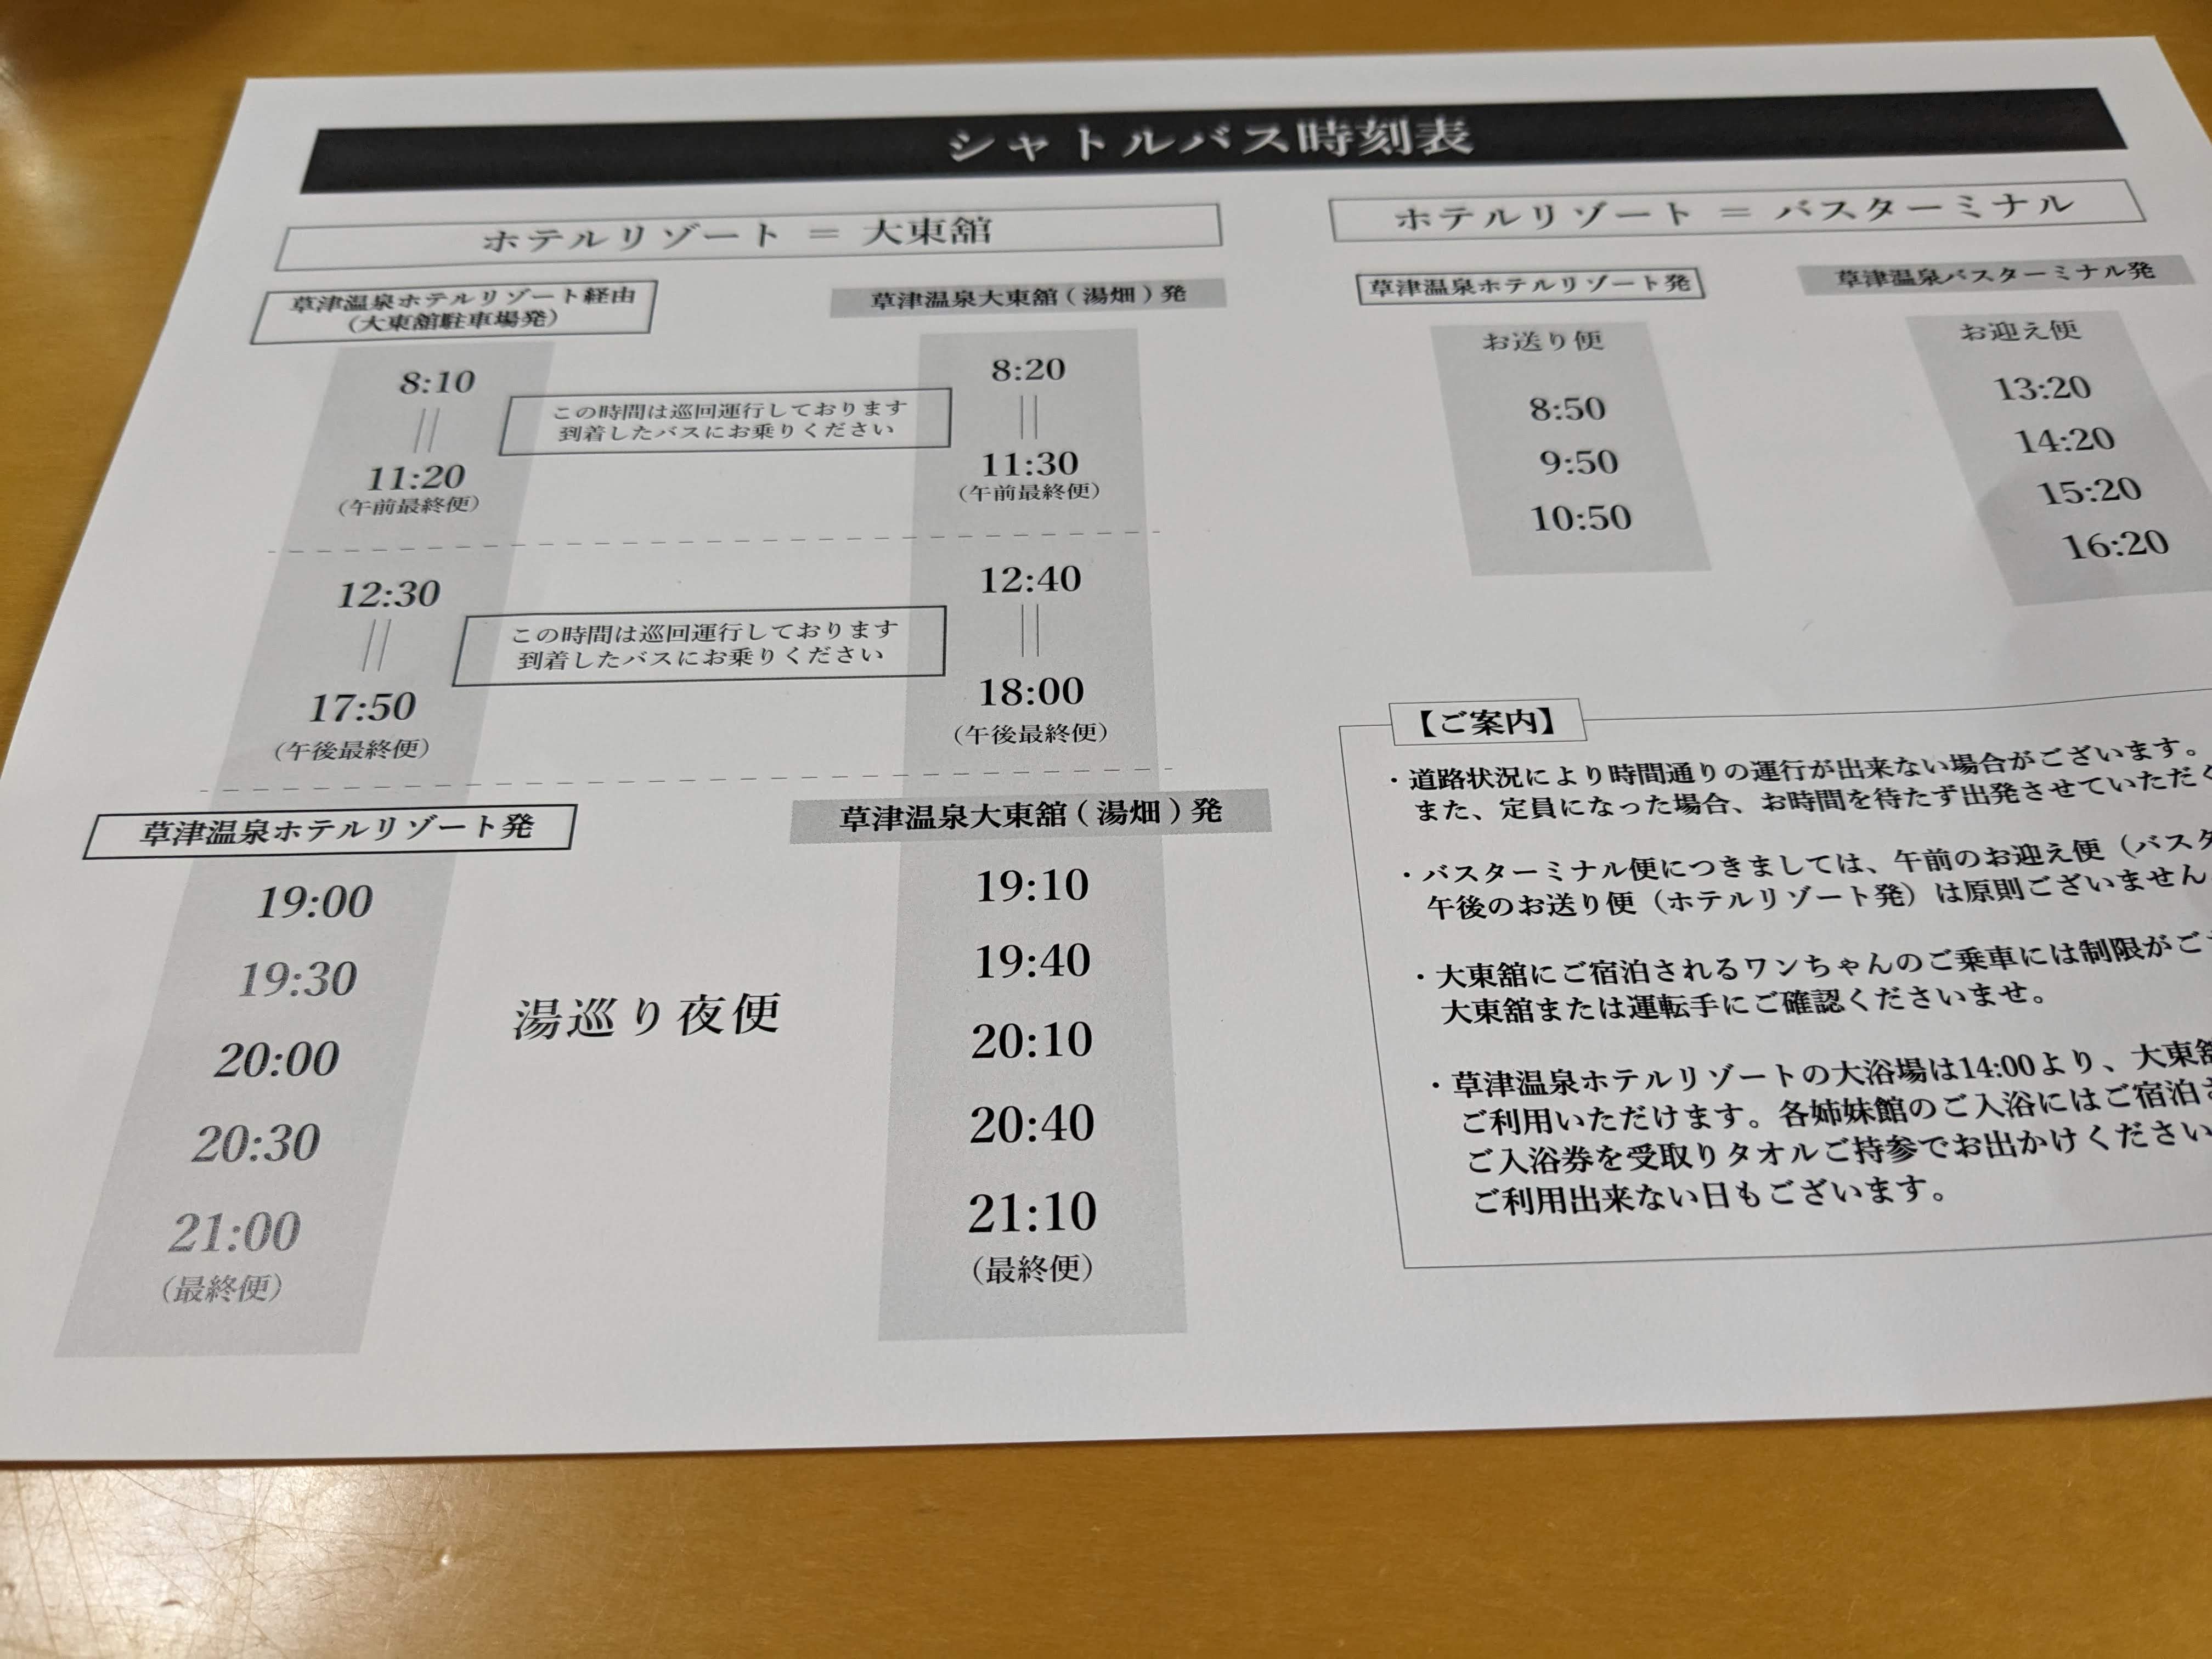 シャトルバス時刻表
ホテルリゾート = 大東舘
草津温泉ホテルリゾート経由
(大東舘駐車場発)
8:10
||
11:20
(午前最終便)
12:30
||
17:50
(午後最終便)
草津温泉ホテルリゾート発
19:00
19:30
20:00
20:30
21:00
(最終便)
この時間は巡回運行しております
到着したバスにお乗りください
この時間は巡回運行しております
到着したバスにお乗りください
湯巡り夜便
草津温泉大東舘(湯畑)発
8:20
||
11:30
(午前最終便)
12:40
||
18:00
(午後最終便)
草津温泉大東舘(湯畑)発
19:10
19:40
20:10
20:40
21:10
(最終便)
ホテルリゾート = バスターミナル
草津温泉ホテルリゾート発
お送り便
8:50
9:50
10:50
草津温泉バスターミナル発
お迎え便
13:20
14:20
15:20
16:20
【ご案内】
・道路状況により時間通りの運行が出来ない場合がございます。
また、定員になった場合、お時間を待たず出発させていただく
・バスターミナル便につきましては、午前のお迎え便(バスタ
午後のお送り便(ホテルリゾート発)は原則ございません
・大東舘にご宿泊されるワンちゃんのご乗車には制限がご
大東舘または運転手にご確認くださいませ。
・草津温泉ホテルリゾートの大浴場は14:00より、大東舘
ご利用いただけます。各姉妹館のご入浴にはご宿泊
ご入浴券を受取りタオルご持参でお出かけください
ご利用出来ない日もございます。